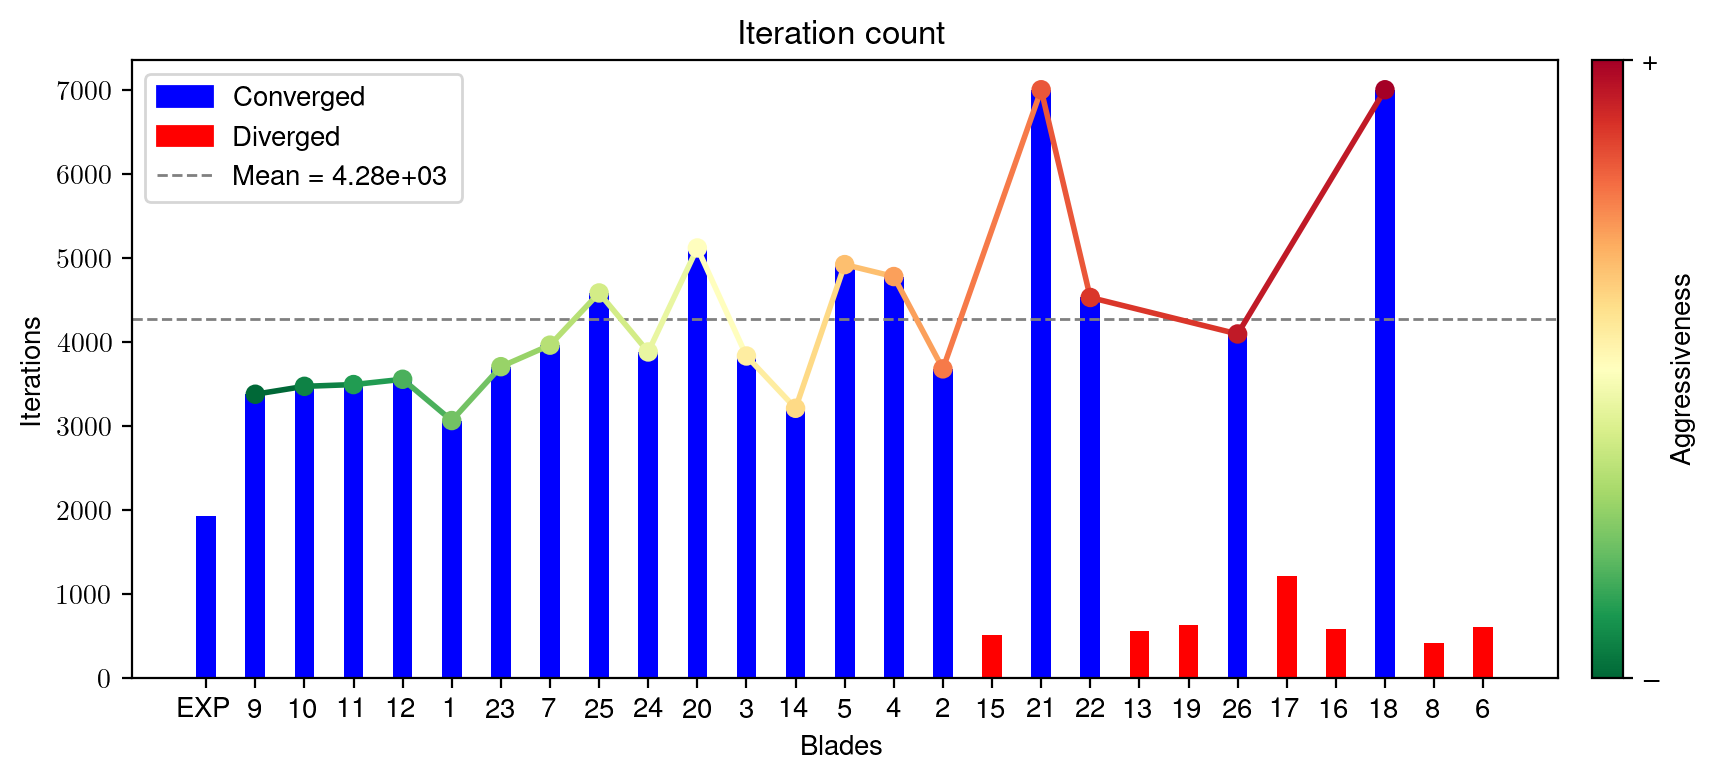 Iteration count
7000
6000
5000
4000
3000
2000
1000
0
Iterations
Converged
Diverged
Mean = 4.28e+03
EXP 9 10 11 12 1 23 7 25 24 20 3 14 5 4 2 15 21 22 13 19 26 17 16 18 8 6
Blades
+
−
Aggressiveness